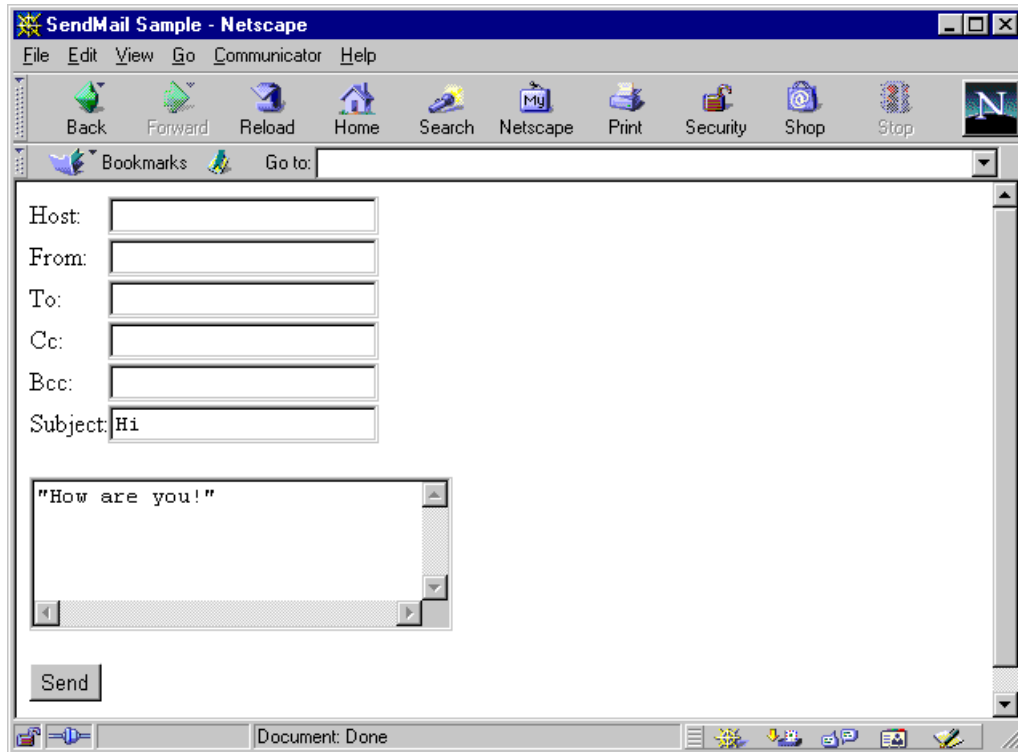 SendMail Sample - Netscape
File Edit View Go Communicator Help
My N
Back Forward Reload Home Search Netscape Print Security Shop Stop
Bookmarks Go to:
Host:
From:
To:
Cc:
Bcc:
Subject: Hi
"How are you!"
Send
Document: Done